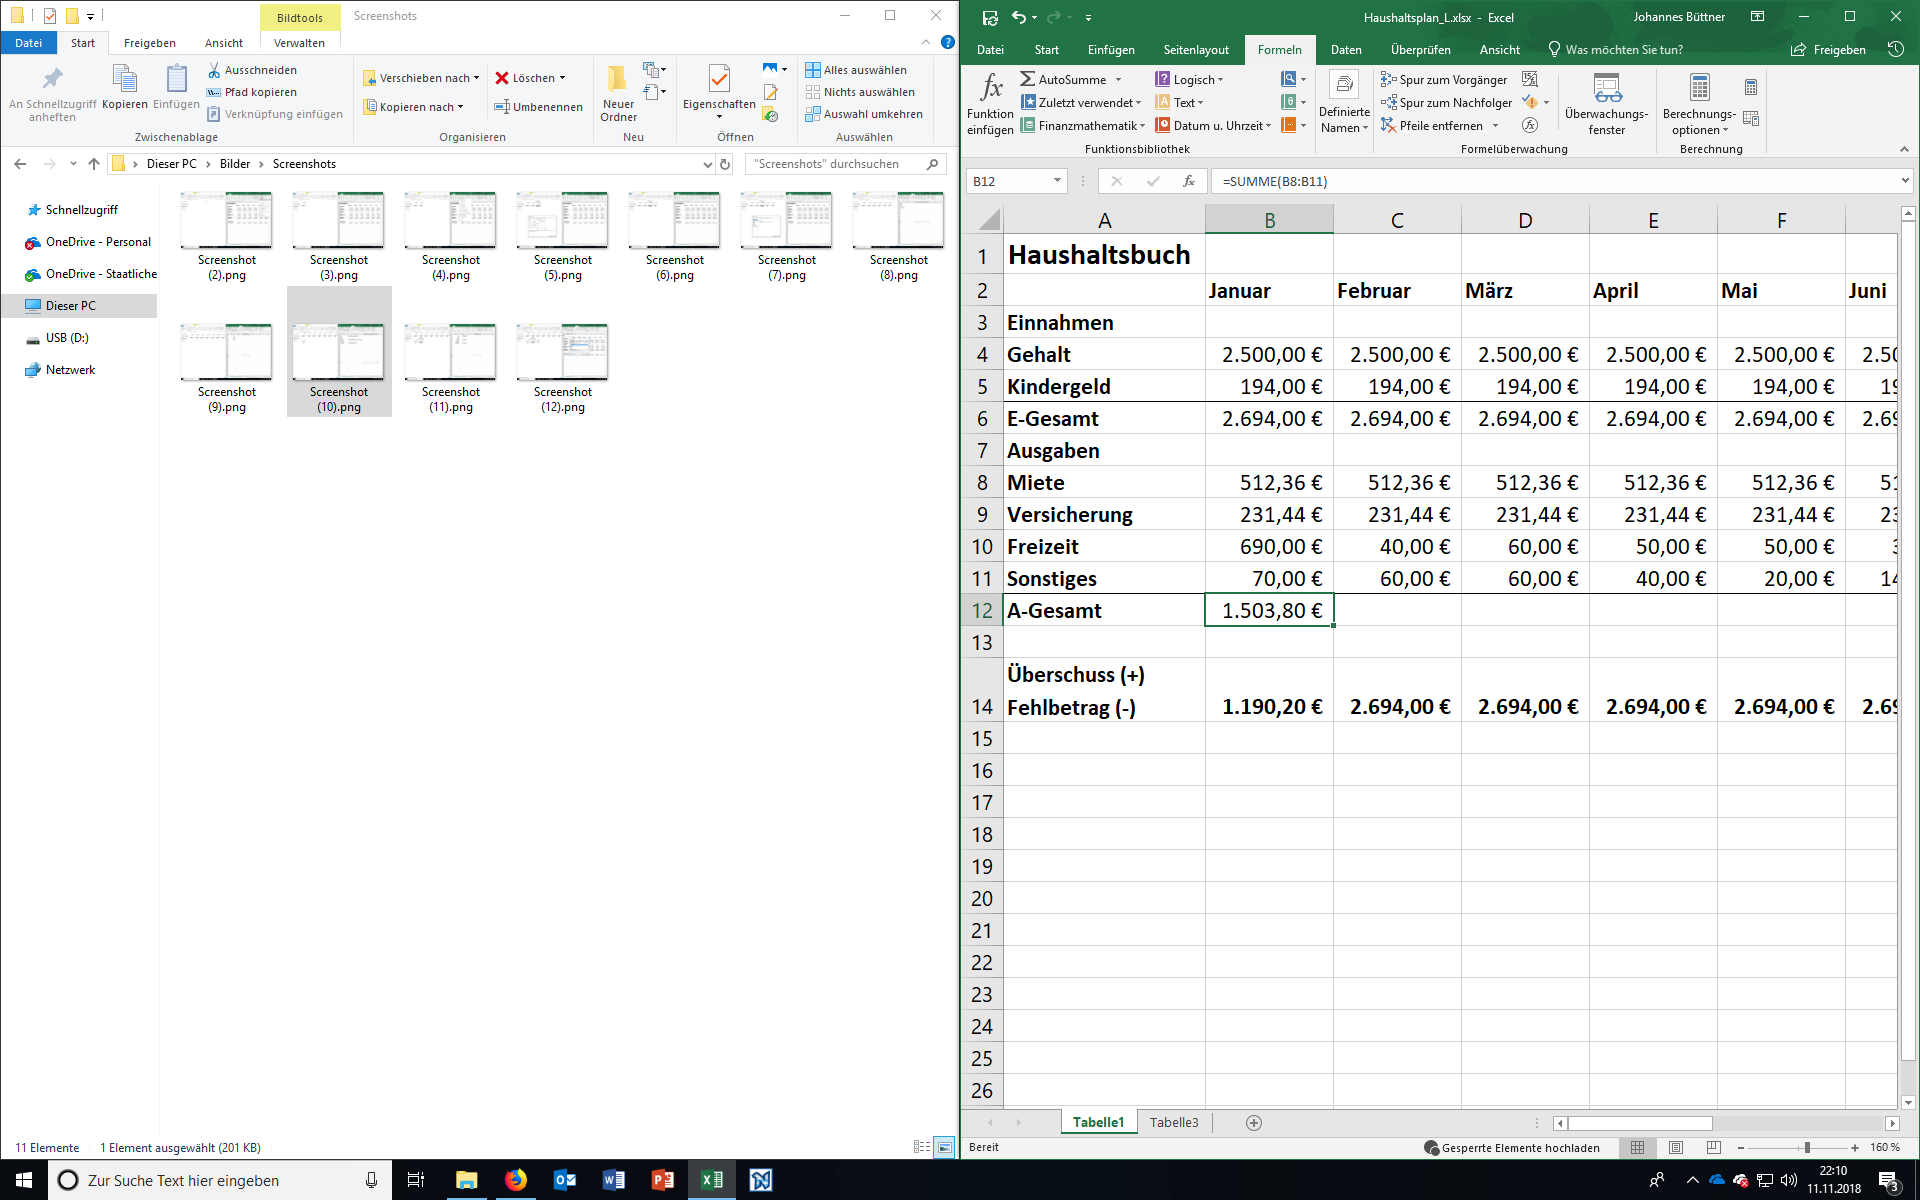 Bildtools
Screenshots
Datei
Start
Freigeben
Ansicht
Verwalten
An Schnellzugriff anheften
Kopieren
Einfügen
Ausschneiden
Pfad kopieren
Verknüpfung einfügen
Zwischenablage
Verschieben nach
Kopieren nach
Löschen
Umbenennen
Organisieren
Neuer Ordner
Neu
Eigenschaften
Öffnen
Alles auswählen
Nichts auswählen
Auswahl umkehren
Auswählen
Dieser PC > Bilder > Screenshots
"Screenshots" durchsuchen
Schnellzugriff
OneDrive - Personal
OneDrive - Staatliche
Dieser PC
USB (D:)
Netzwerk
Screenshot (2).png
Screenshot (3).png
Screenshot (4).png
Screenshot (5).png
Screenshot (6).png
Screenshot (7).png
Screenshot (8).png
Screenshot (9).png
Screenshot (10).png
Screenshot (11).png
Screenshot (12).png
11 Elemente
1 Element ausgewählt (201 KB)
Haushaltsplan_L.xlsx - Excel
Johannes Büttner
Datei
Start
Einfügen
Seitenlayout
Formeln
Daten
Überprüfen
Ansicht
Was möchten Sie tun?
Freigeben
Funktion einfügen
AutoSumme
Zuletzt verwendet
Finanzmathematik
Logisch
Text
Datum u. Uhrzeit
Funktionsbibliothek
Definierte Namen
Spur zum Vorgänger
Spur zum Nachfolger
Pfeile entfernen
Formelüberwachung
Überwachungs-
fenster
Berechnungs-
optionen
Berechnung
B12
fx
=SUMME(B8:B11)
A B C D E F
1 Haushaltsbuch
2 Januar Februar März April Mai Juni
3 Einnahmen
4 Gehalt 2.500,00 € 2.500,00 € 2.500,00 € 2.500,00 € 2.500,00 € 2.50
5 Kindergeld 194,00 € 194,00 € 194,00 € 194,00 € 194,00 € 19
6 E-Gesamt 2.694,00 € 2.694,00 € 2.694,00 € 2.694,00 € 2.694,00 € 2.69
7 Ausgaben
8 Miete 512,36 € 512,36 € 512,36 € 512,36 € 512,36 € 51
9 Versicherung 231,44 € 231,44 € 231,44 € 231,44 € 231,44 € 23
10 Freizeit 690,00 € 40,00 € 60,00 € 50,00 € 50,00 €
11 Sonstiges 70,00 € 60,00 € 60,00 € 40,00 € 20,00 € 14
12 A-Gesamt 1.503,80 €
13
Überschuss (+)
14 Fehlbetrag (-) 1.190,20 € 2.694,00 € 2.694,00 € 2.694,00 € 2.694,00 € 2.69
15
16
17
18
19
20
21
22
23
24
25
26
Tabelle1
Tabelle3
Bereit
Gesperrte Elemente hochladen
160 %
Zur Suche Text hier eingeben
22:10
11.11.2018
3